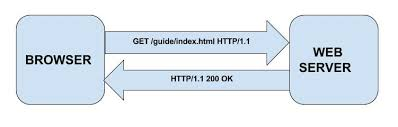 BROWSER
GET /guide/index.html HTTP/1.1
HTTP/1.1 200 OK
WEB
SERVER